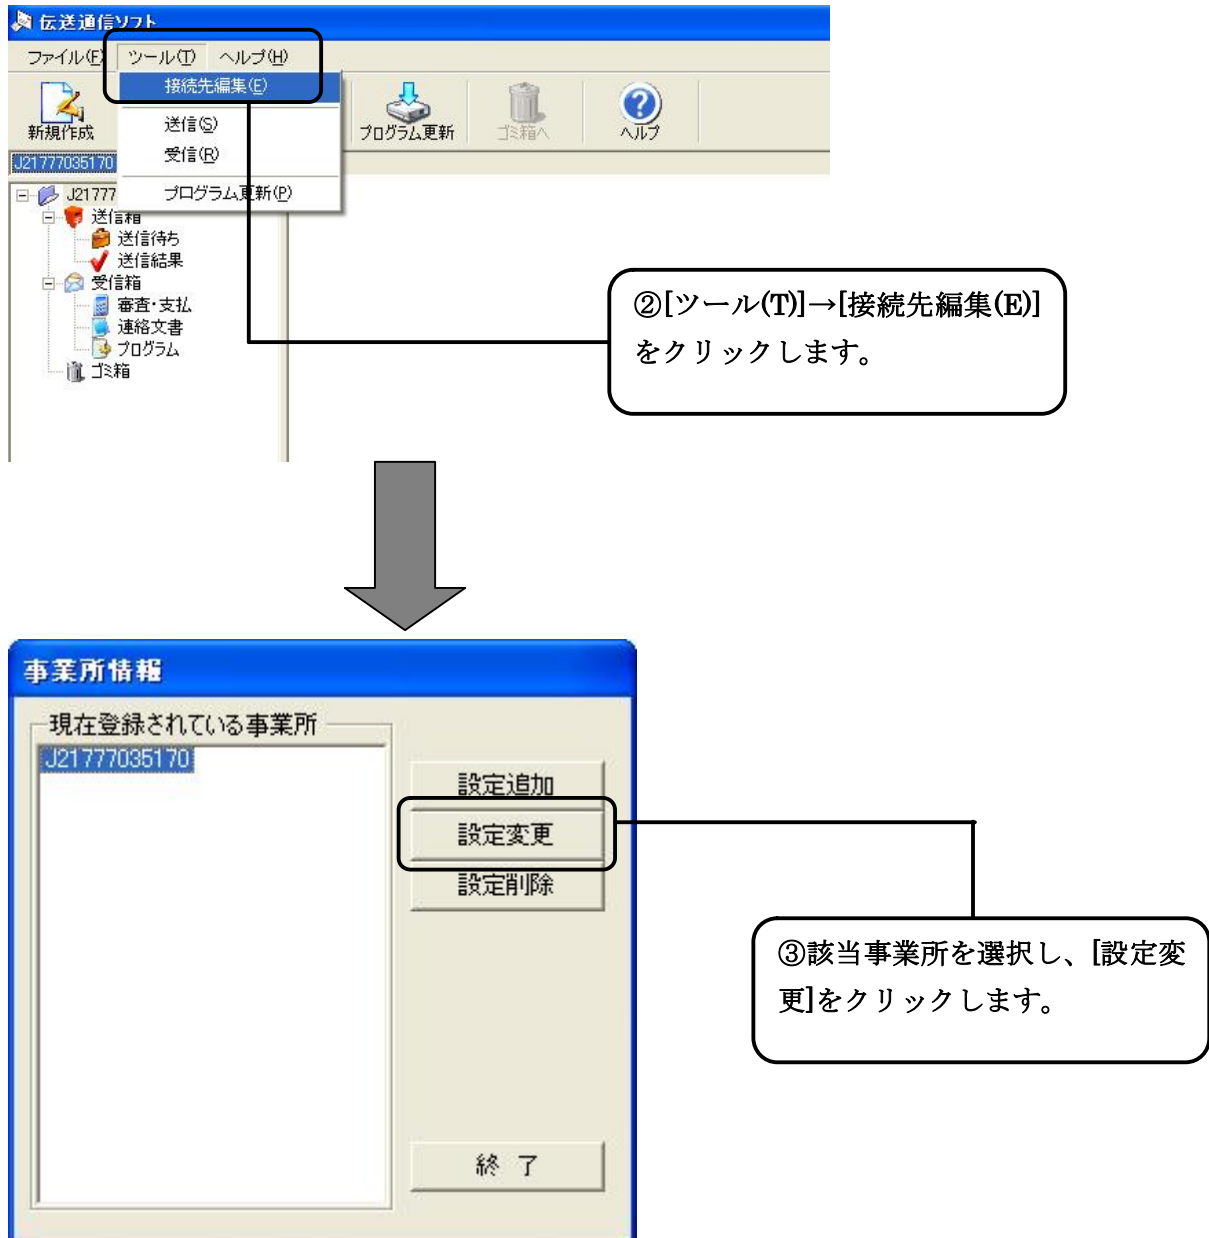 伝送通信ソフト
ファイル(F) ツール(T) ヘルプ(H)
接続先編集(E)
送信(S)
受信(R)
プログラム更新(P)
新規作成
プログラム更新
ゴミ箱へ
ヘルプ
J21777035170
J21777
送信箱
送信待ち
送信結果
受信箱
審査・支払
連絡文書
プログラム
ゴミ箱
②[ツール(T)]→[接続先編集(E)]
をクリックします。
事業所情報
現在登録されている事業所
J21777035170
設定追加
設定変更
設定削除
終 了
③該当事業所を選択し、[設定変
更]をクリックします。